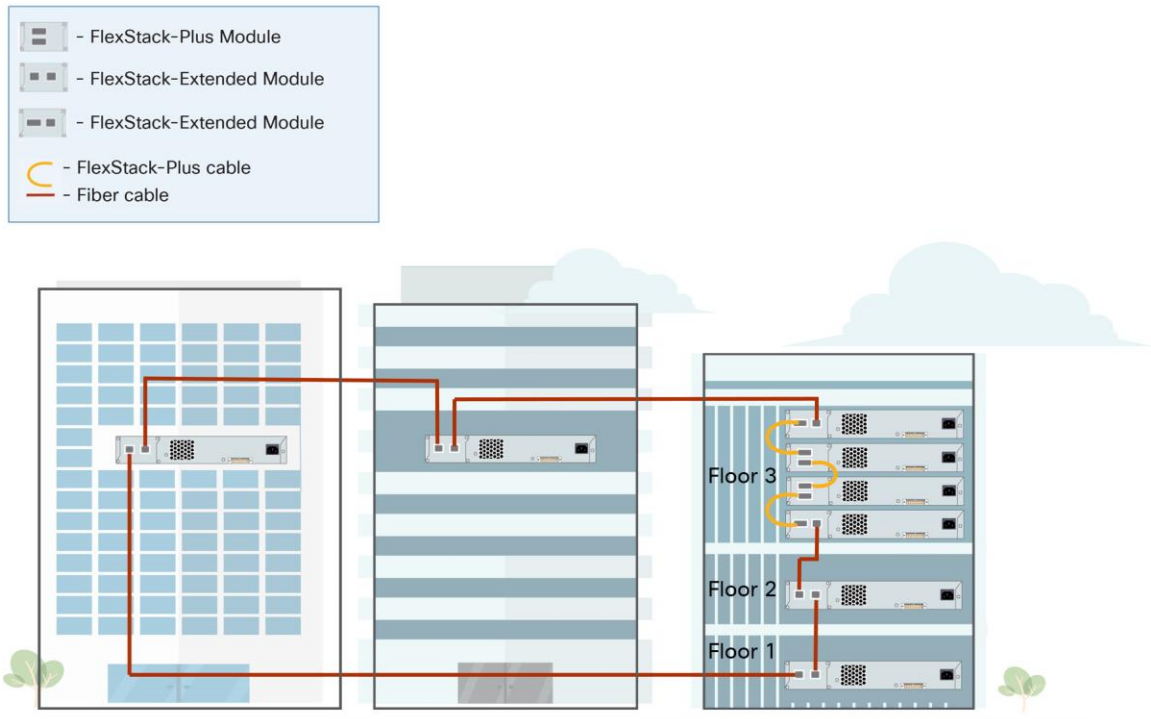 - FlexStack-Plus Module
- FlexStack-Extended Module
- FlexStack-Extended Module
- FlexStack-Plus cable
- Fiber cable
Floor 3
Floor 2
Floor 1